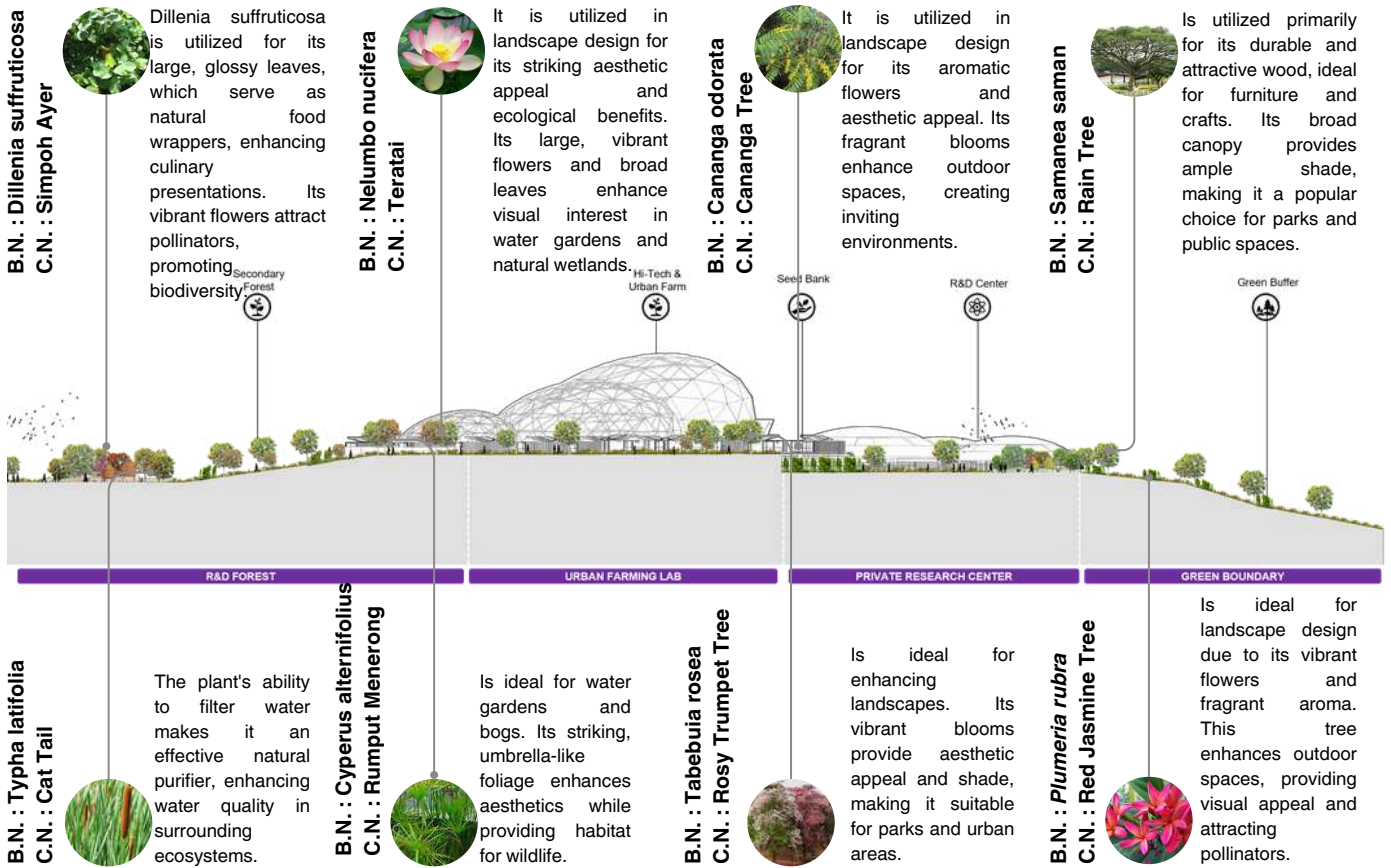 B.N. : Dillenia suffruticosa
C.N. : Simpoh Ayer
Dillenia suffruticosa
is utilized for its
large, glossy leaves,
which serve as
natural food
wrappers, enhancing
culinary
presentations. Its
vibrant flowers attract
pollinators,
promoting
biodiversity.
B.N. : Nelumbo nucifera
C.N. : Teratai
It is utilized in
landscape design for
its striking aesthetic
appeal and
ecological benefits.
Its large, vibrant
flowers and broad
leaves enhance
visual interest in
water gardens and
natural wetlands.
B.N. : Cananga odorata
C.N. : Cananga Tree
It is utilized in
landscape design
for its aromatic
flowers and
aesthetic appeal. Its
fragrant blooms
enhance outdoor
spaces, creating
inviting
environments.
B.N. : Samanea saman
C.N. : Rain Tree
Is utilized primarily
for its durable and
attractive wood, ideal
for furniture and
crafts. Its broad
canopy provides
ample shade,
making it a popular
choice for parks and
public spaces.
Secondary
Forest
Hi-Tech &
Urban Farm
Seed Bank
R&D Center
Green Buffer
R&D FOREST
URBAN FARMING LAB
PRIVATE RESEARCH CENTER
GREEN BOUNDARY
B.N. : Typha latifolia
C.N. : Cat Tail
The plant's ability
to filter water
makes it an
effective natural
purifier, enhancing
water quality in
surrounding
ecosystems.
B.N. : Cyperus alternifolius
C.N. : Rumput Menerong
Is ideal for water
gardens and
bogs. Its striking,
umbrella-like
foliage enhances
aesthetics while
providing habitat
for wildlife.
B.N. : Tabebuia rosea
C.N. : Rosy Trumpet Tree
Is ideal for
enhancing
landscapes. Its
vibrant blooms
provide aesthetic
appeal and shade,
making it suitable
for parks and urban
areas.
B.N. : Plumeria rubra
C.N. : Red Jasmine Tree
Is ideal for
landscape design
due to its vibrant
flowers and
fragrant aroma.
This tree
enhances outdoor
spaces, providing
visual appeal and
attracting
pollinators.